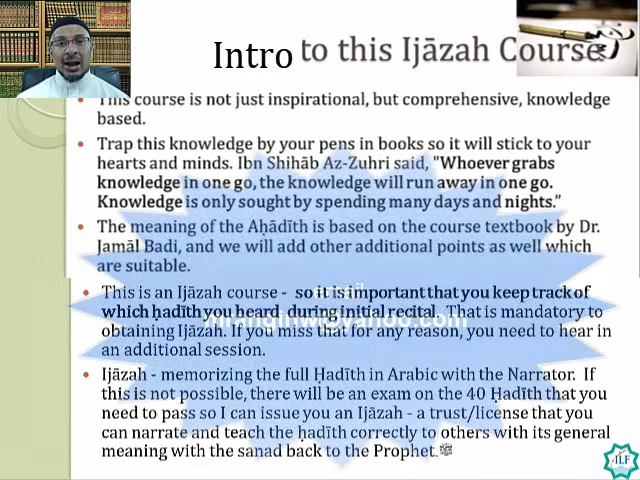 Intro to this Ijāzah Course
• This course is not just inspirational, but comprehensive, knowledge
based.
• Trap this knowledge by your pens in books so it will stick to your
hearts and minds. Ibn Shihāb Az-Zuhri said, "Whoever grabs
knowledge in one go, the knowledge will run away in one go.
Knowledge is only sought by spending many days and nights."
• The meaning of the Aḥādīth is based on the course textbook by Dr.
Jamāl Badi, and we will add other additional points as well which
are suitable.
• This is an Ijāzah course - so it is important that you keep track of
which ḥadīth you heard during initial recital. That is mandatory to
obtaining Ijāzah. If you miss that for any reason, you need to hear in
an additional session.
• Ijāzah - memorizing the full Ḥadīth in Arabic with the Narrator. If
this is not possible, there will be an exam on the 40 Ḥadīth that you
need to pass so I can issue you an Ijāzah - a trust/license that you
can narrate and teach the ḥadīth correctly to others with its general
meaning with the sanad back to the Prophet.ﷺ
ILF